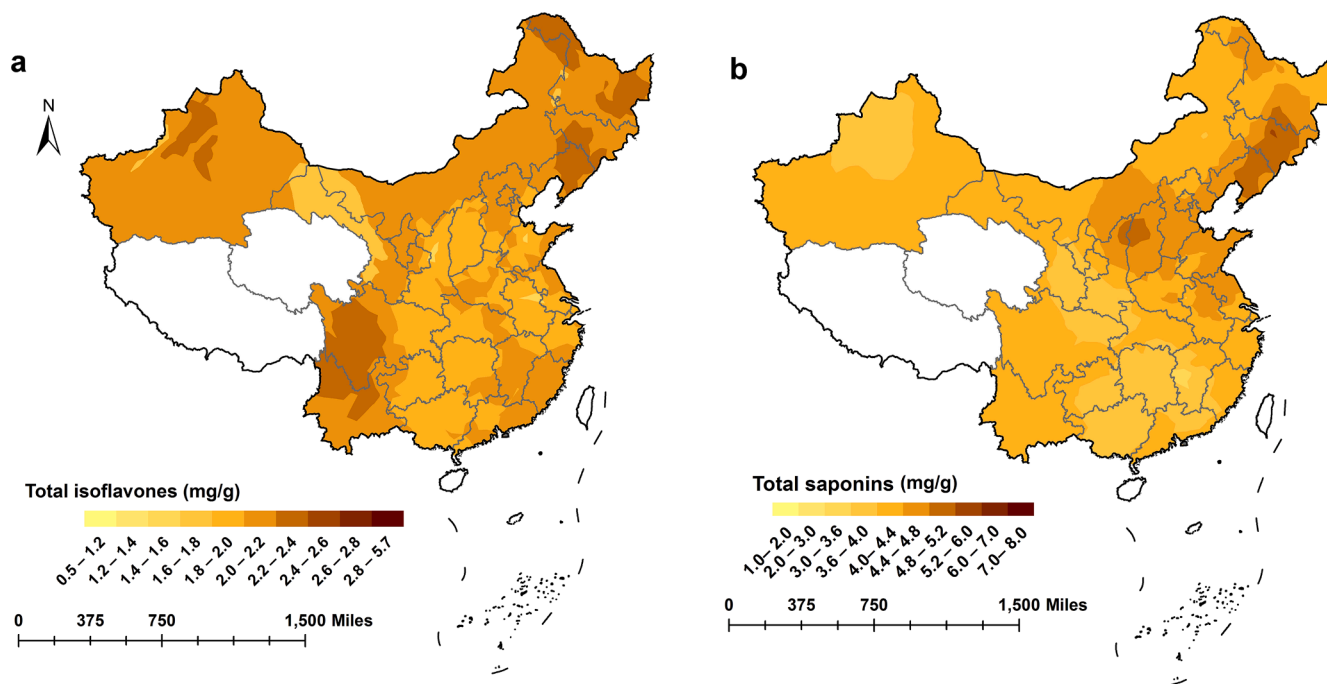 a
N
Total isoflavones (mg/g)
0.5 – 1.2
1.2 – 1.4
1.4 – 1.6
1.6 – 1.8
1.8 – 2.0
2.0 – 2.2
2.2 – 2.4
2.4 – 2.6
2.6 – 2.8
2.8 – 5.7
0 375 750 1,500 Miles
b
Total saponins (mg/g)
1.0– 2.0
2.0 – 3.0
3.0 – 3.6
3.6 – 4.0
4.0 – 4.4
4.4 – 4.8
4.8 – 5.2
5.2 – 6.0
6.0 – 7.0
7.0 – 8.0
0 375 750 1,500 Miles